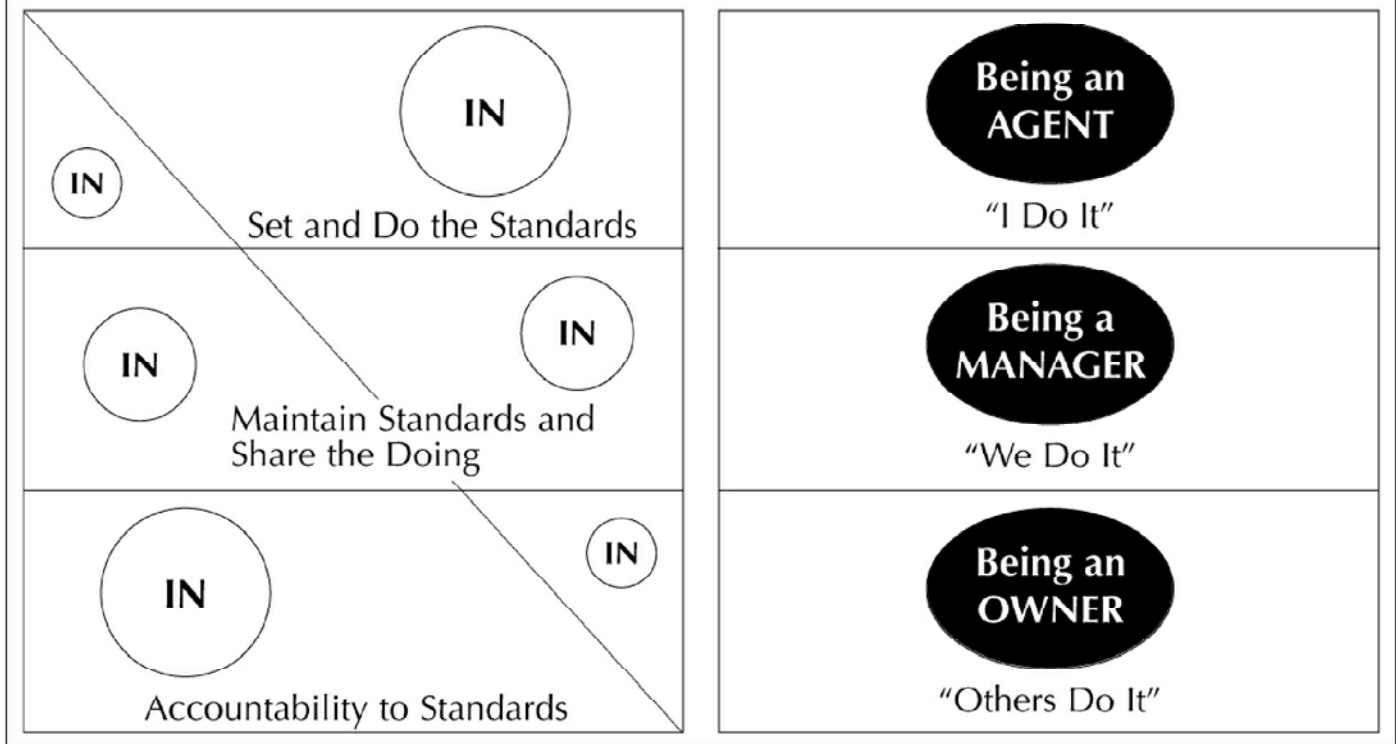 IN
IN
Set and Do the Standards
IN
IN
Maintain Standards and
Share the Doing
IN
IN
Accountability to Standards
Being an
AGENT
“I Do It”
Being a
MANAGER
“We Do It”
Being an
OWNER
“Others Do It”